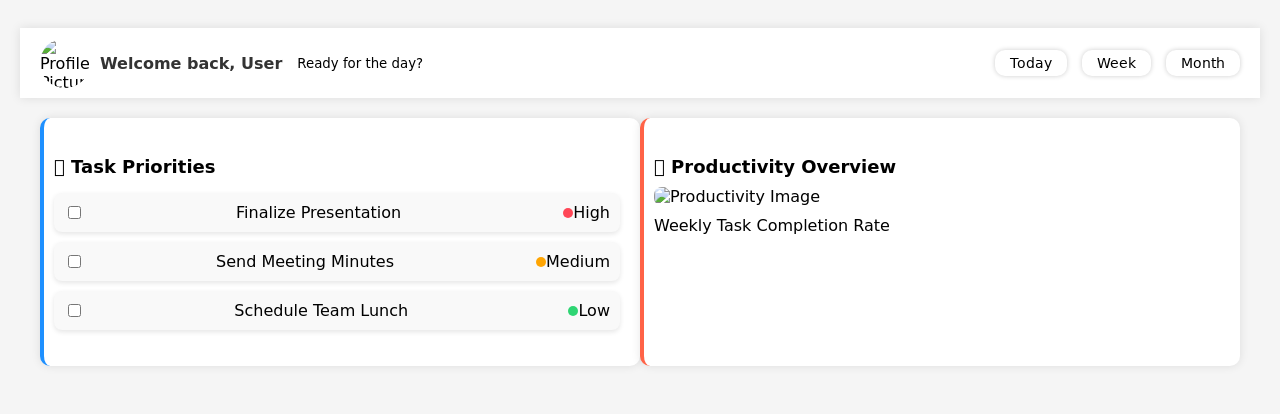 Profile
Pictur
Welcome back, User
Ready for the day?
Today
Week
Month
Task Priorities
Finalize Presentation
High
Send Meeting Minutes
Medium
Schedule Team Lunch
Low
Productivity Overview
Productivity Image
Weekly Task Completion Rate